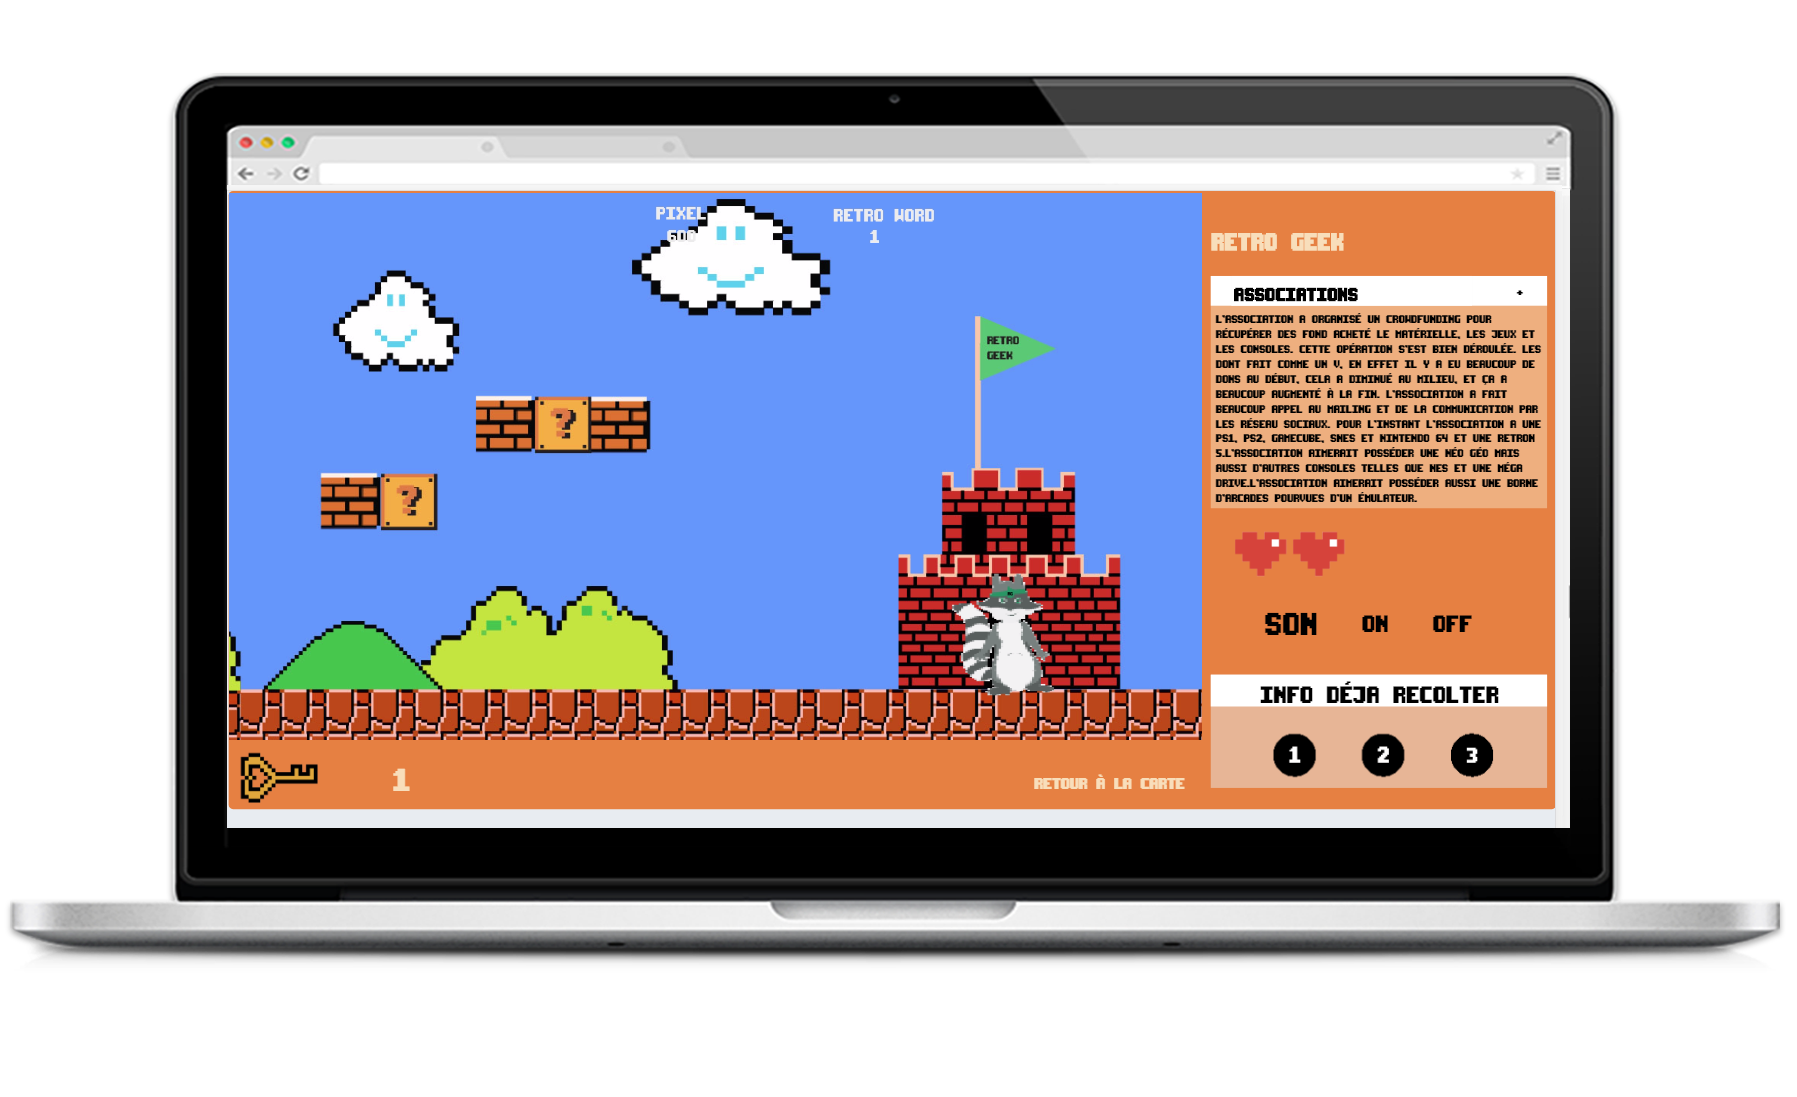 PIXEL
600
RETRO WORD
1
RETRO
GEEK
?
?
1
RETOUR À LA CARTE
RETRO GEEK
ASSOCIATIONS +
L'ASSOCIATION A ORGANISÉ UN CROWDFUNDING POUR
RÉCUPÉRER DES FOND ACHETÉ LE MATÉRIELLE, LES JEUX ET
LES CONSOLES. CETTE OPÉRATION S'EST BIEN DÉROULÉE. LES
DONT FAIT COMME UN V, EN EFFET IL Y A EU BEAUCOUP DE
DONS AU DÉBUT, CELA A DIMINUÉ AU MILIEU, ET ÇA A
BEAUCOUP AUGMENTÉ À LA FIN. L'ASSOCIATION A FAIT
BEAUCOUP APPEL AU MAILING ET DE LA COMMUNICATION PAR
LES RÉSEAU SOCIAUX. POUR L'INSTANT L'ASSOCIATION A UNE
PS1, PS2, GAMECUBE, SNES ET NINTENDO 64 ET UNE RETRON
5.L'ASSOCIATION AIMERAIT POSSÉDER UNE NÉO GÉO MAIS
AUSSI D'AUTRES CONSOLES TELLES QUE NES ET UNE MÉGA
DRIVE.L'ASSOCIATION AIMERAIT POSSÉDER AUSSI UNE BORNE
D'ARCADES POURVUES D'UN ÉMULATEUR.
SON ON OFF
INFO DÉJA RECOLTER
1 2 3